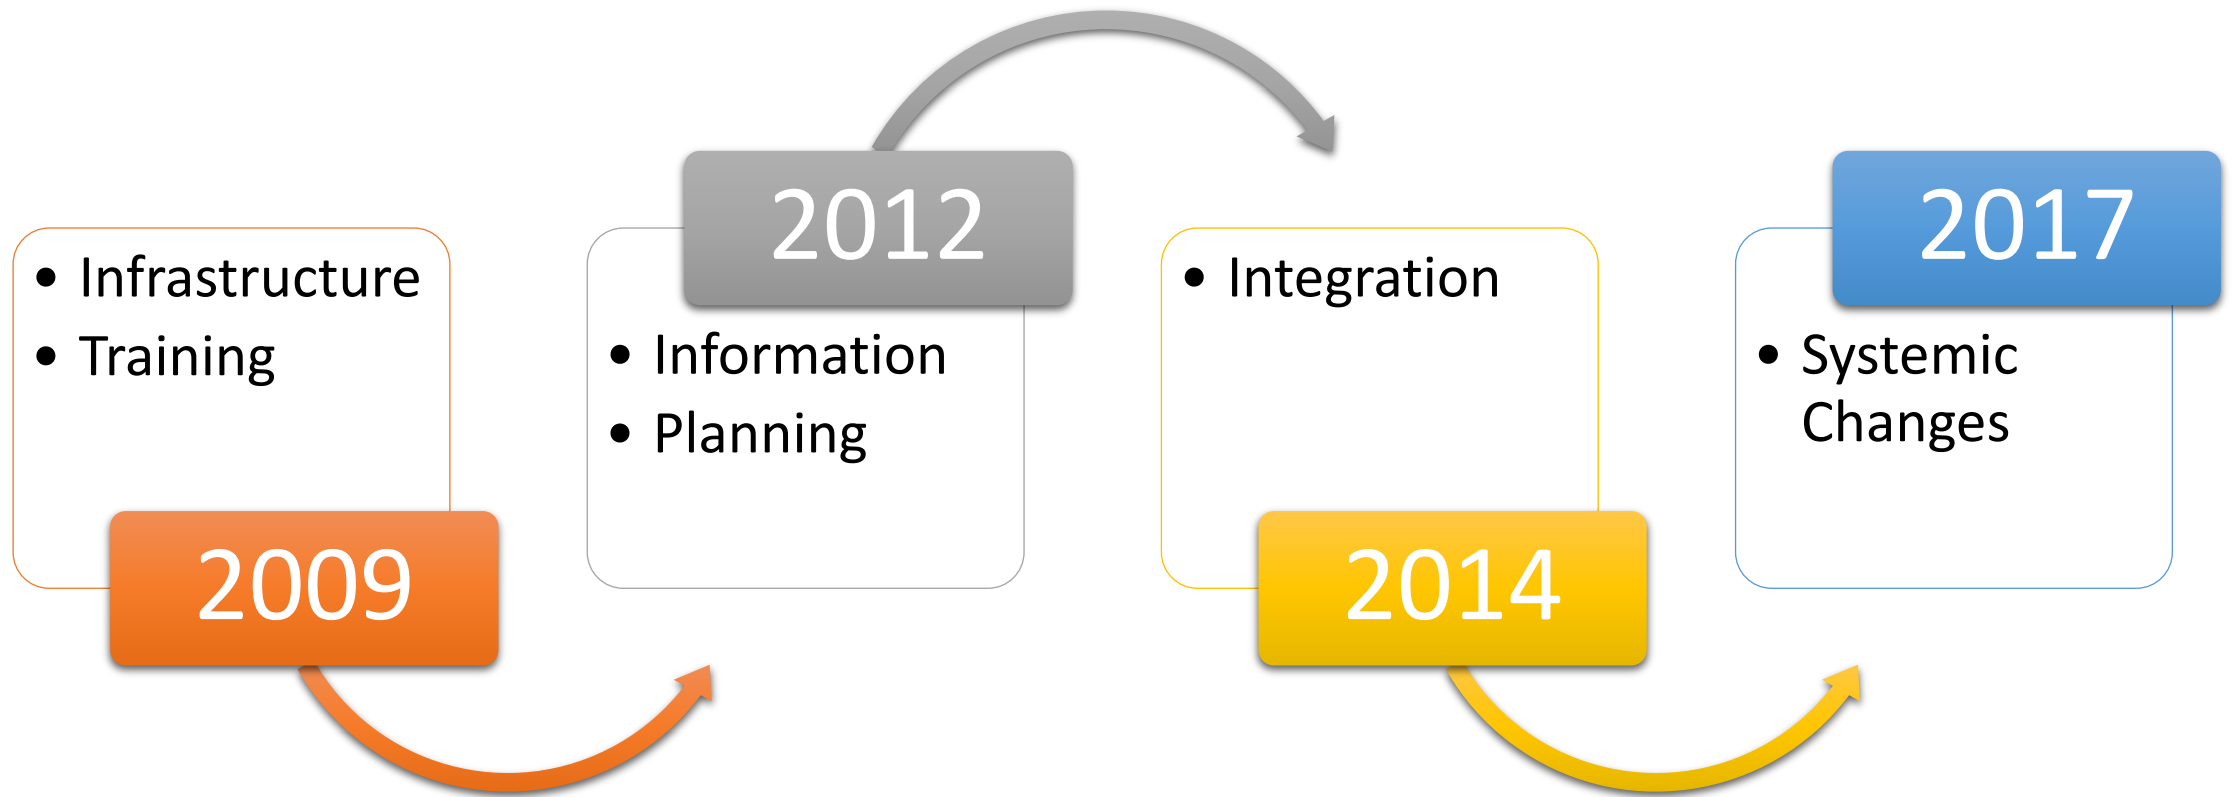 • Infrastructure
• Training
2009
2012
• Information
• Planning
• Integration
2014
2017
• Systemic
Changes